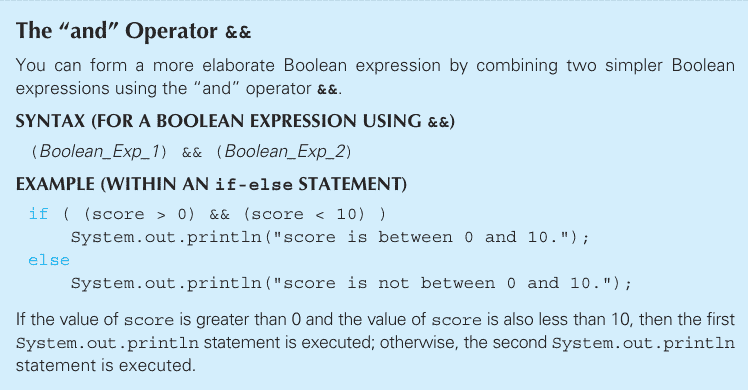 The “and” Operator &&
You can form a more elaborate Boolean expression by combining two simpler Boolean
expressions using the “and” operator &&.
SYNTAX (FOR A BOOLEAN EXPRESSION USING &&)
(Boolean_Exp_1) && (Boolean_Exp_2)
EXAMPLE (WITHIN AN if-else STATEMENT)
if ( (score > 0) && (score < 10) )
    System.out.println("score is between 0 and 10.");
else
    System.out.println("score is not between 0 and 10.");
If the value of score is greater than 0 and the value of score is also less than 10, then the first
System.out.println statement is executed; otherwise, the second System.out.println
statement is executed.